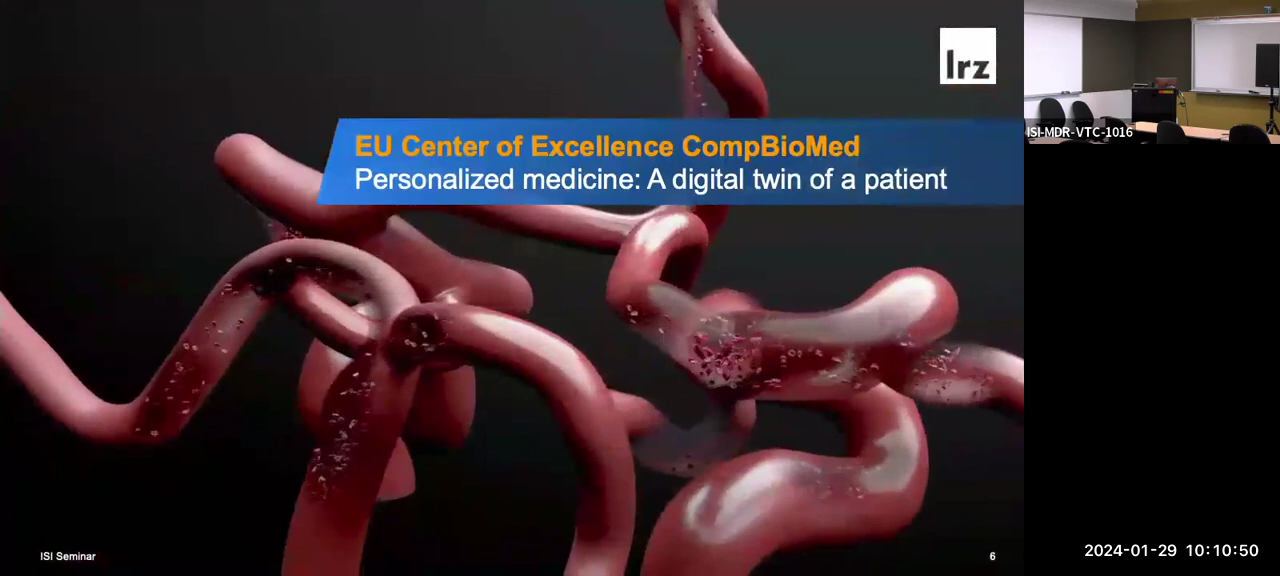 lrz
EU Center of Excellence CompBioMed
Personalized medicine: A digital twin of a patient
ISI-MDR-VTC-1016
ISI Seminar
6
2024-01-29 10:10:50